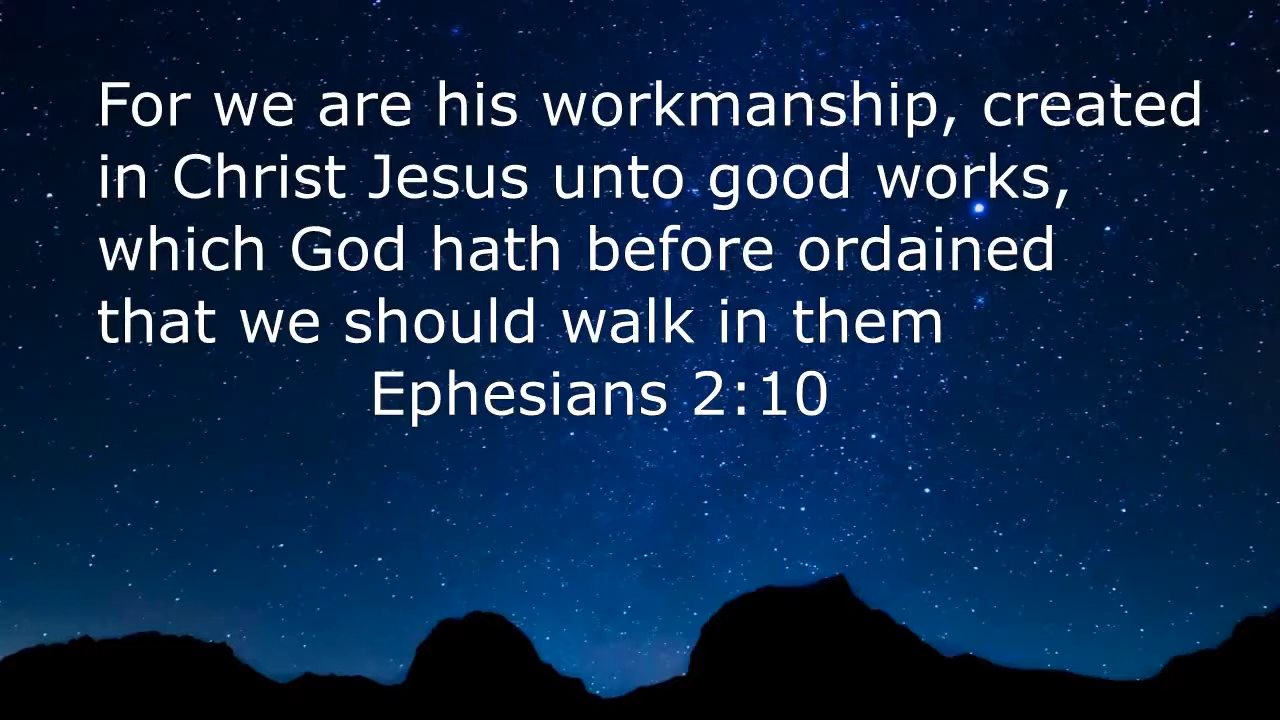 For we are his workmanship, created
in Christ Jesus unto good works,
which God hath before ordained
that we should walk in them
Ephesians 2:10